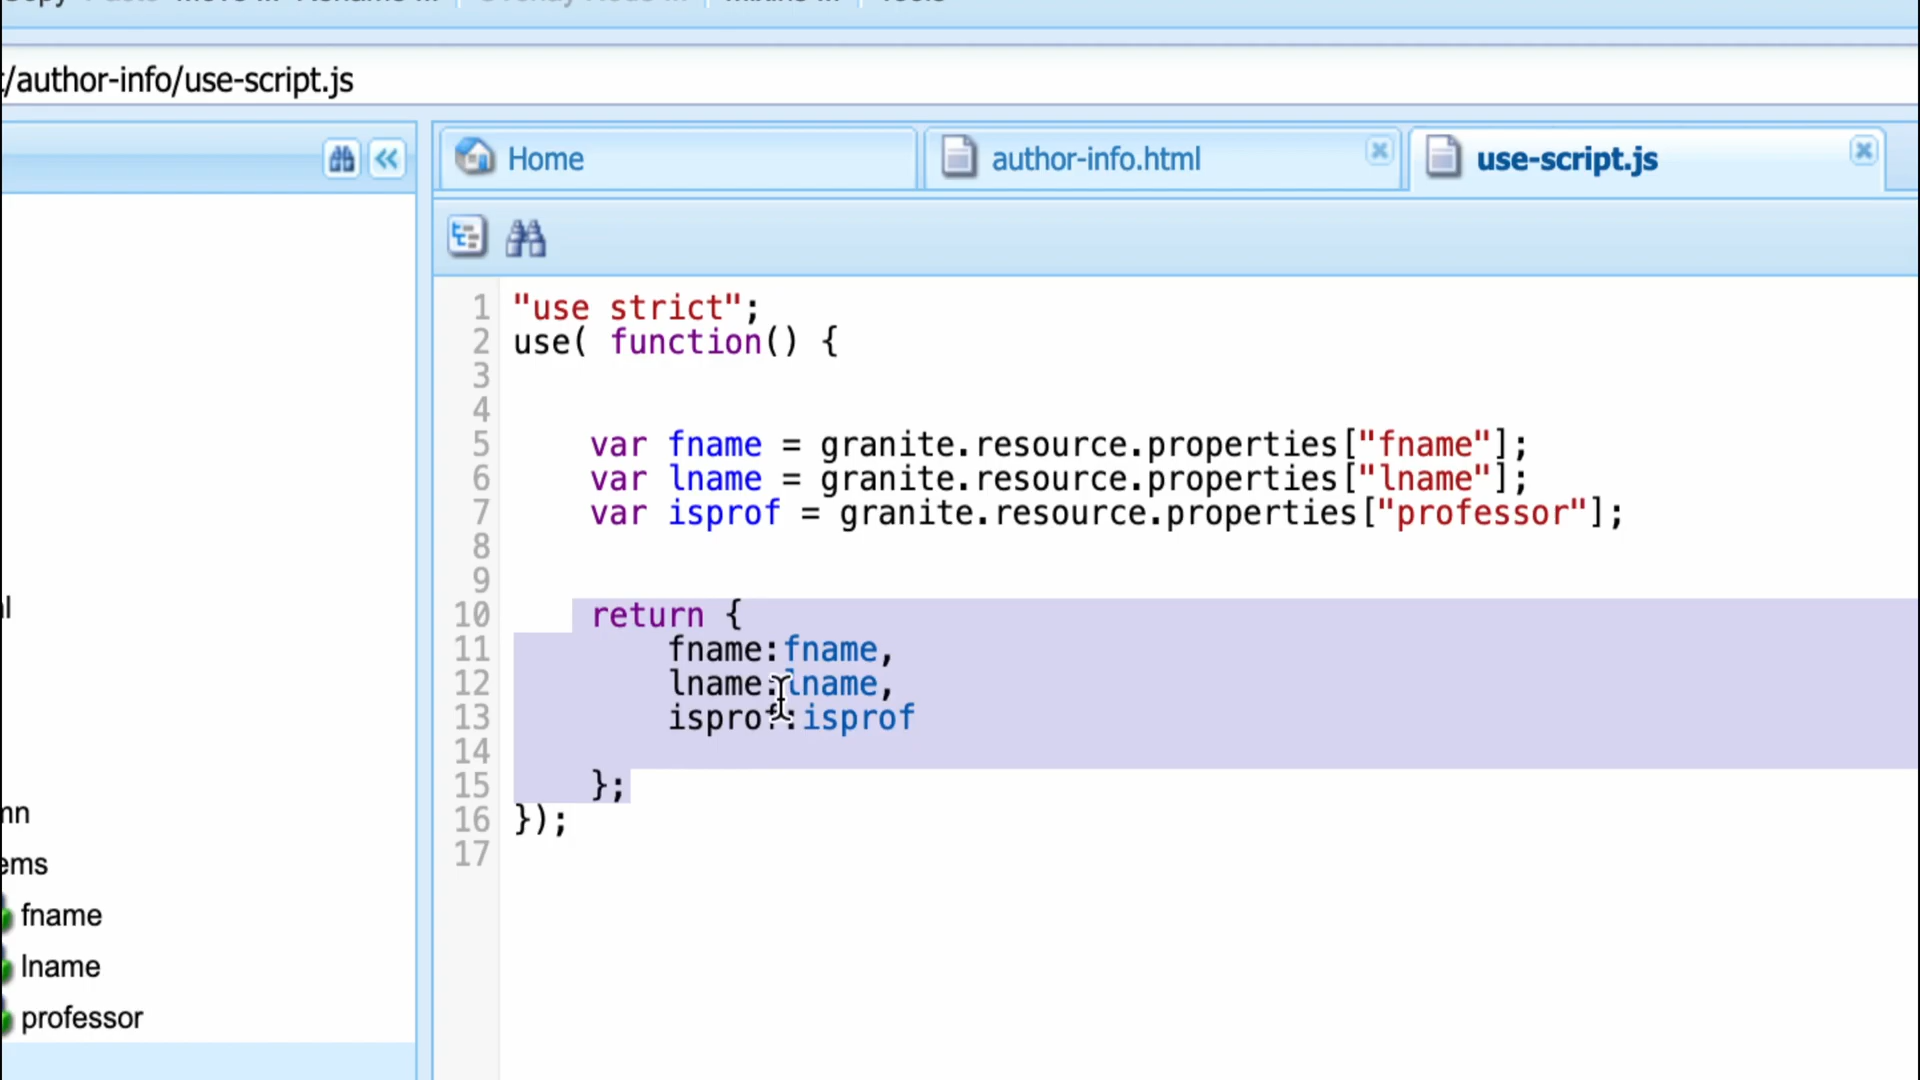 Tools
/author-info/use-script.js
Home
author-info.html
use-script.js
1 "use strict";
2 use( function() {
3
4
5 var fname = granite.resource.properties["fname"];
6 var lname = granite.resource.properties["lname"];
7 var isprof = granite.resource.properties["professor"];
8
9
10 return {
11 fname:fname,
12 lname:lname,
13 isprof:isprof
14
15 };
16 });
17
fname
lname
professor